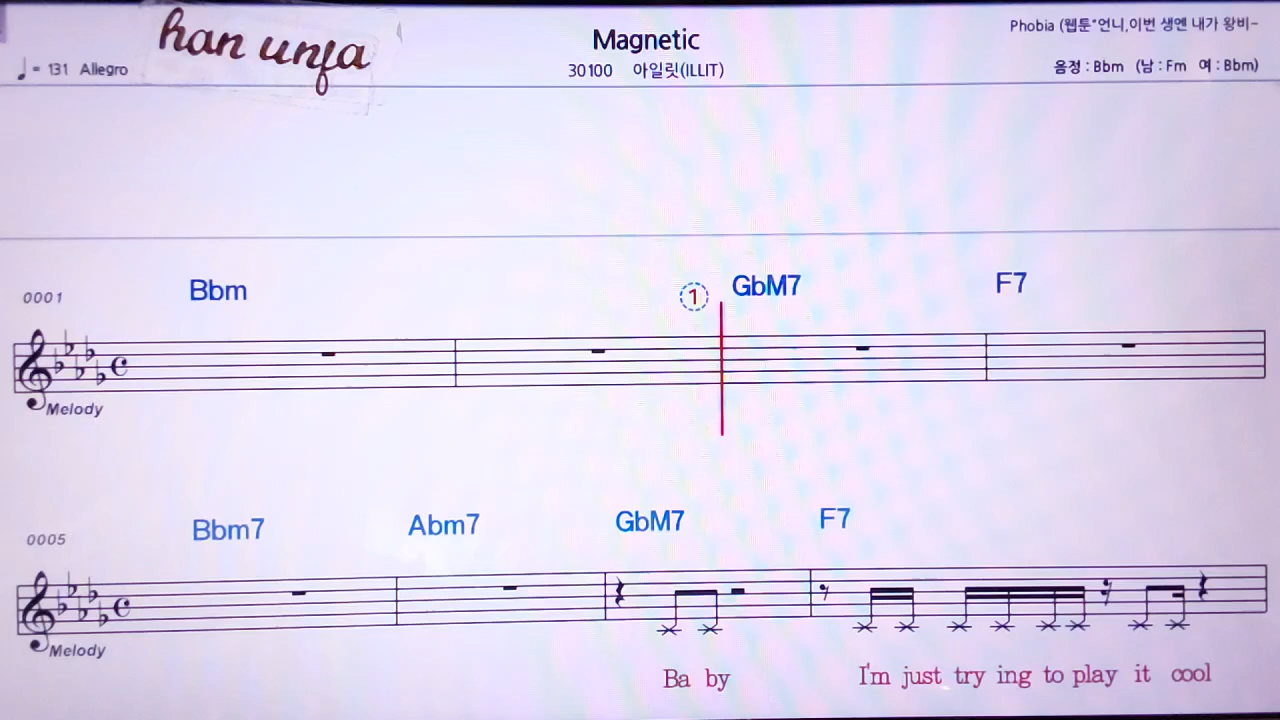 han unfa
Magnetic
Phobia (웹툰"언니,이번 생엔 내가 왕비~
♩= 131 Allegro
30100 아일릿(ILLIT)
음정 : Bbm (남 : Fm 여 : Bbm)
0001 Bbm ① GbM7 F7
Melody
0005 Bbm7 Abm7 GbM7 F7
Melody
Ba by I'm just try ing to play it cool